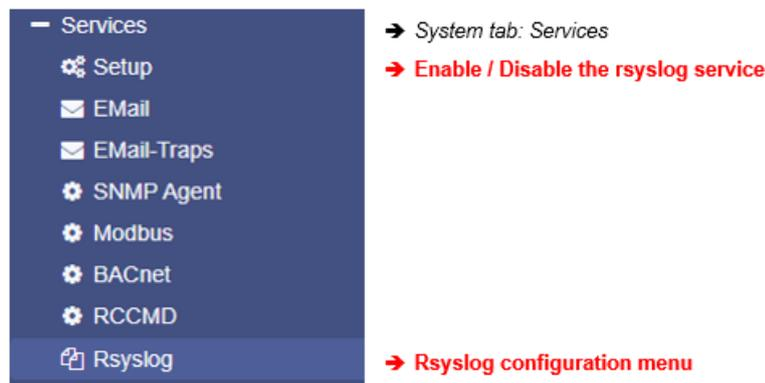 Services ➔ System tab: Services
Setup ➔ Enable / Disable the rsyslog service
EMail
EMail-Traps
SNMP Agent
Modbus
BACnet
RCCMD
Rsyslog ➔ Rsyslog configuration menu